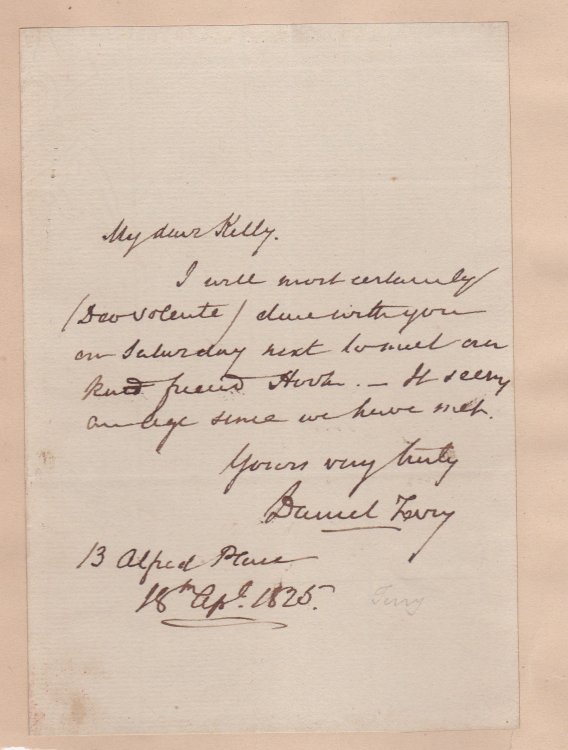 My dear Kelly.
I will most certainly
(Deo volente) dine with you
on Saturday next to meet our
kind friend Hook. – It seems
an age since we have met.
Yours very truly
Daniel Terry
13 Alfred Place
18th Apl. 1825.
Terry